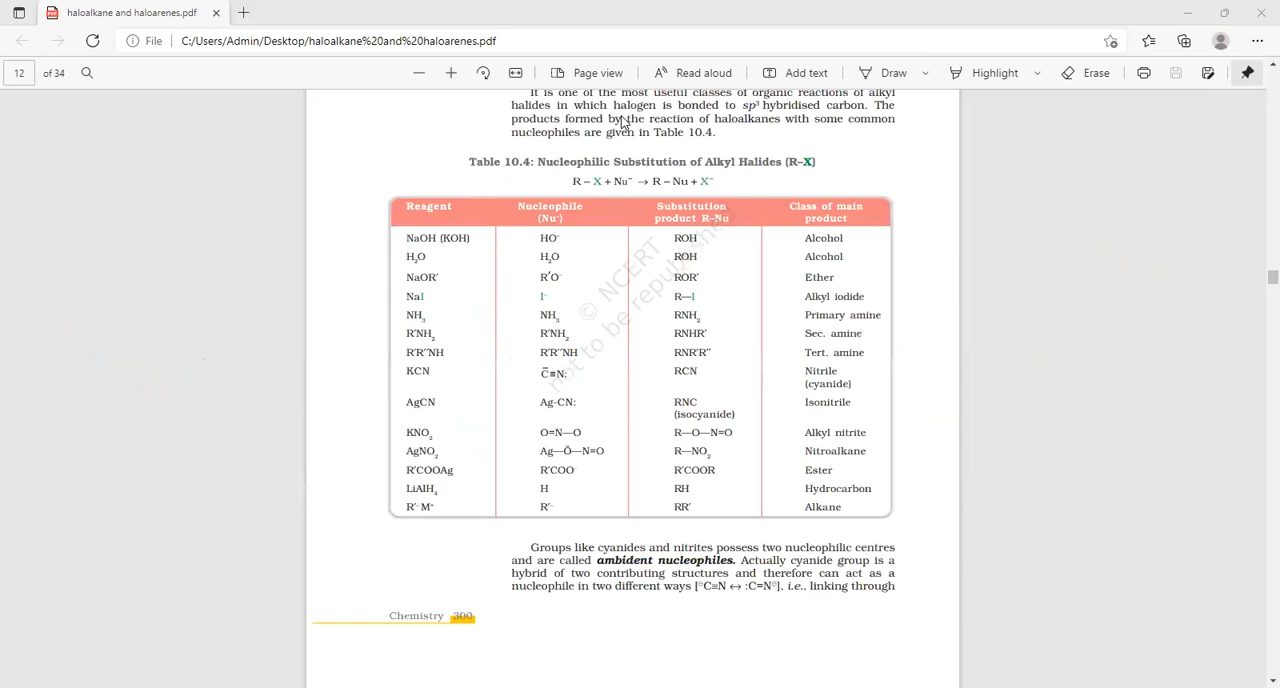 haloalkane and haloarenes.pdf
File C:/Users/Admin/Desktop/haloalkane%20and%20haloarenes.pdf
12 of 34 Page view Read aloud Add text Draw Highlight Erase
It is one of the most useful classes of organic reactions of alkyl
halides in which halogen is bonded to sp³ hybridised carbon. The
products formed by the reaction of haloalkanes with some common
nucleophiles are given in Table 10.4.
Table 10.4: Nucleophilic Substitution of Alkyl Halides (R–X)
R – X + Nu⁻ → R – Nu + X⁻
Reagent Nucleophile (Nu⁻) Substitution product R–Nu Class of main product
NaOH (KOH) HO⁻ ROH Alcohol
H₂O H₂O ROH Alcohol
NaOR′ R′O⁻ ROR′ Ether
NaI I⁻ R—I Alkyl iodide
NH₃ NH₃ RNH₂ Primary amine
R′NH₂ R′NH₂ RNHR′ Sec. amine
R′R′′NH R′R′′NH RNR′R′′ Tert. amine
KCN C̄≡N: RCN Nitrile (cyanide)
AgCN Ag-CN: RNC (isocyanide) Isonitrile
KNO₂ O=N—O R—O—N=O Alkyl nitrite
AgNO₂ Ag—Ö—N=O R—NO₂ Nitroalkane
R′COOAg R′COO⁻ R′COOR Ester
LiAlH₄ H RH Hydrocarbon
R′⁻ M⁺ R′⁻ RR′ Alkane
© NCERT
not to be republished
Groups like cyanides and nitrites possess two nucleophilic centres
and are called ambident nucleophiles. Actually cyanide group is a
hybrid of two contributing structures and therefore can act as a
nucleophile in two different ways [⊖C≡N ↔ :C=N⊖], i.e., linking through
Chemistry 300